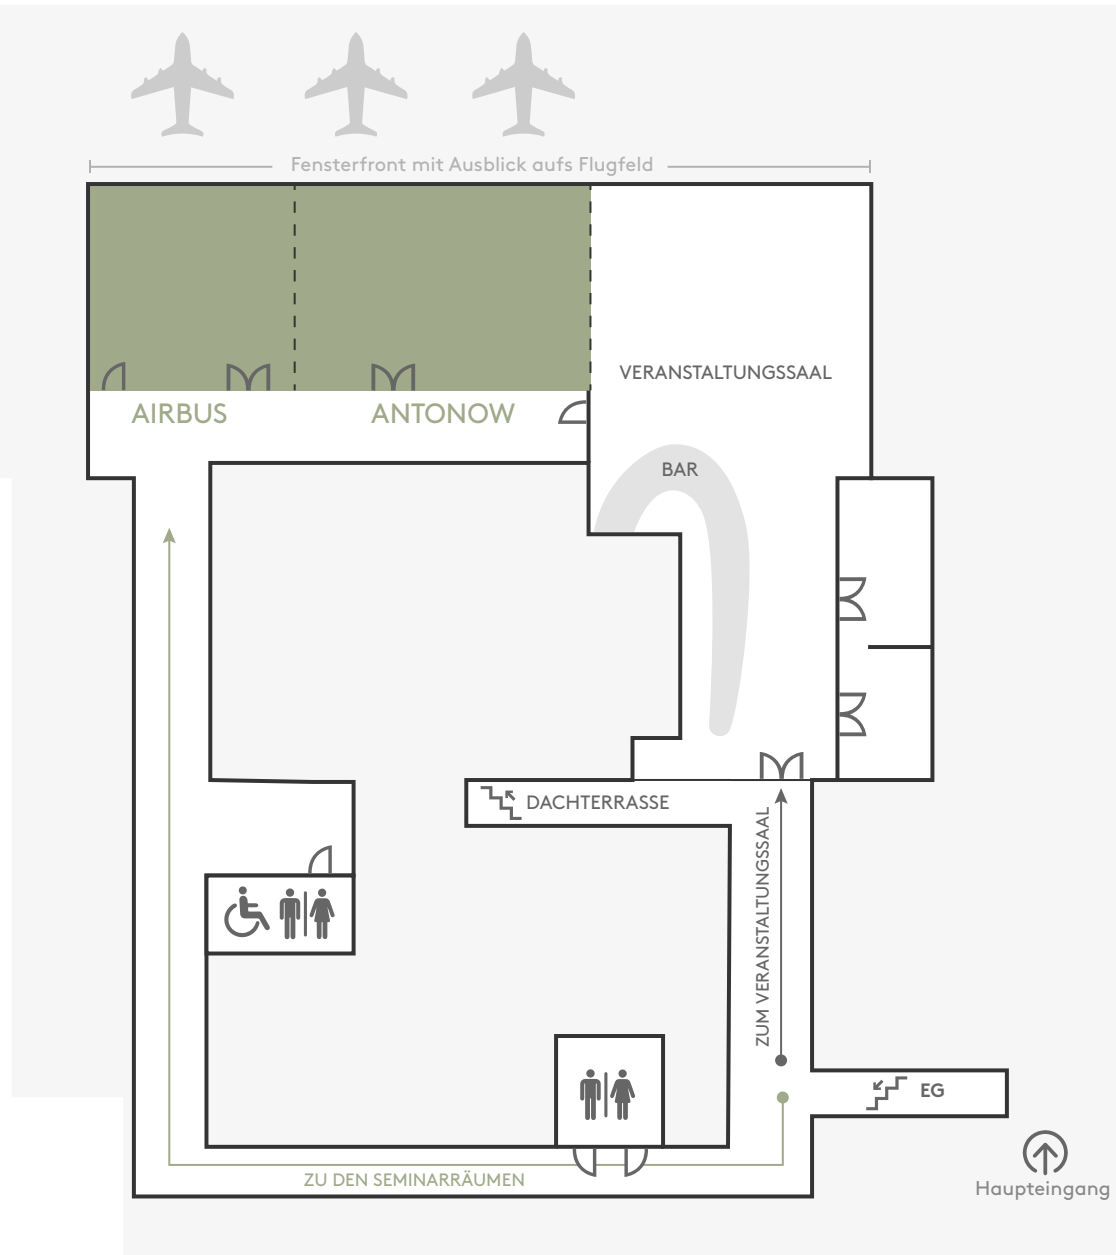 Fensterfront mit Ausblick aufs Flugfeld
VERANSTALTUNGSSAAL
AIRBUS
ANTONOW
BAR
DACHTERRASSE
ZUM VERANSTALTUNGSSAAL
EG
ZU DEN SEMINARRÄUMEN
Haupteingang